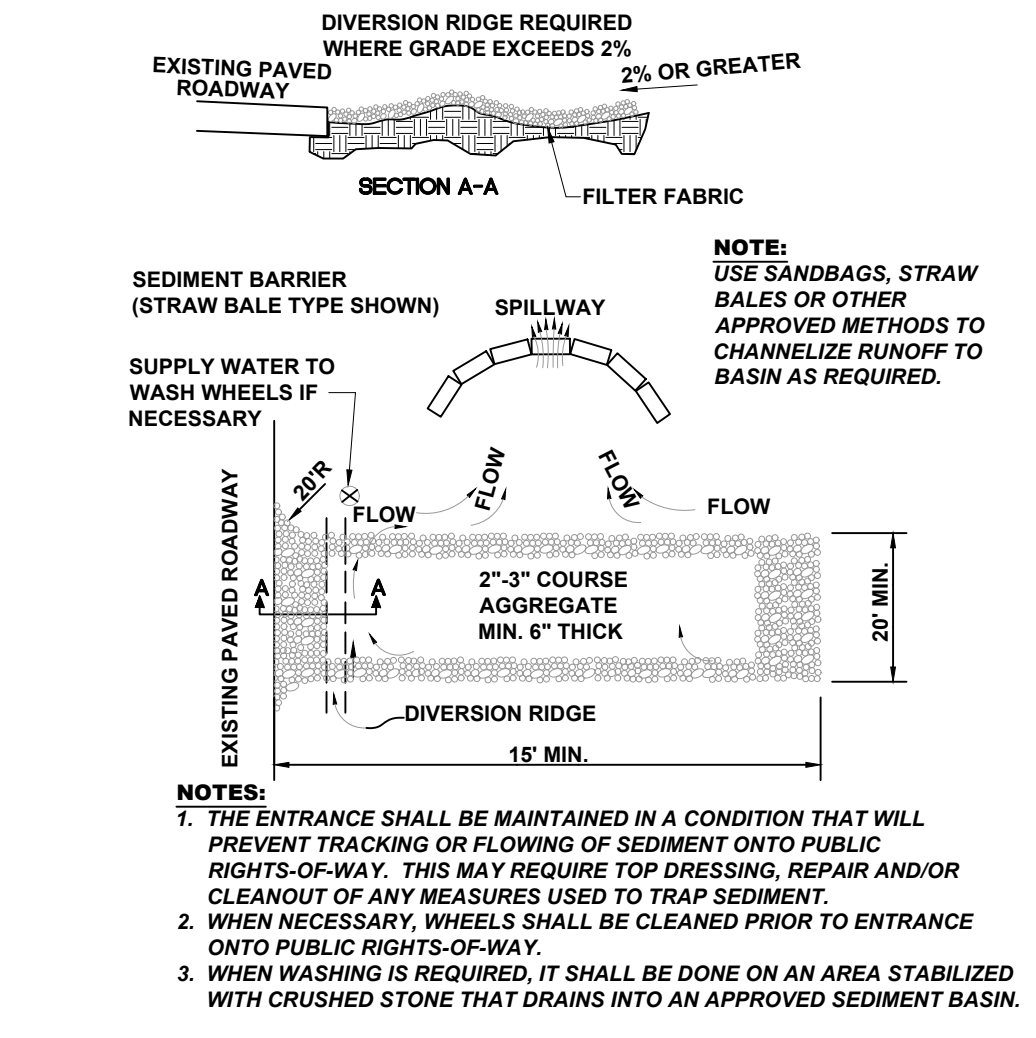 DIVERSION RIDGE REQUIRED
WHERE GRADE EXCEEDS 2%
EXISTING PAVED
ROADWAY
2% OR GREATER
SECTION A-A
FILTER FABRIC
NOTE:
USE SANDBAGS, STRAW
BALES OR OTHER
APPROVED METHODS TO
CHANNELIZE RUNOFF TO
BASIN AS REQUIRED.
SEDIMENT BARRIER
(STRAW BALE TYPE SHOWN)
SPILLWAY
SUPPLY WATER TO
WASH WHEELS IF
NECESSARY
EXISTING PAVED ROADWAY
20'R
FLOW
FLOW
FLOW
FLOW
A
A
2"-3" COURSE
AGGREGATE
MIN. 6" THICK
20' MIN.
DIVERSION RIDGE
15' MIN.
NOTES:
1. THE ENTRANCE SHALL BE MAINTAINED IN A CONDITION THAT WILL
PREVENT TRACKING OR FLOWING OF SEDIMENT ONTO PUBLIC
RIGHTS-OF-WAY. THIS MAY REQUIRE TOP DRESSING, REPAIR AND/OR
CLEANOUT OF ANY MEASURES USED TO TRAP SEDIMENT.
2. WHEN NECESSARY, WHEELS SHALL BE CLEANED PRIOR TO ENTRANCE
ONTO PUBLIC RIGHTS-OF-WAY.
3. WHEN WASHING IS REQUIRED, IT SHALL BE DONE ON AN AREA STABILIZED
WITH CRUSHED STONE THAT DRAINS INTO AN APPROVED SEDIMENT BASIN.